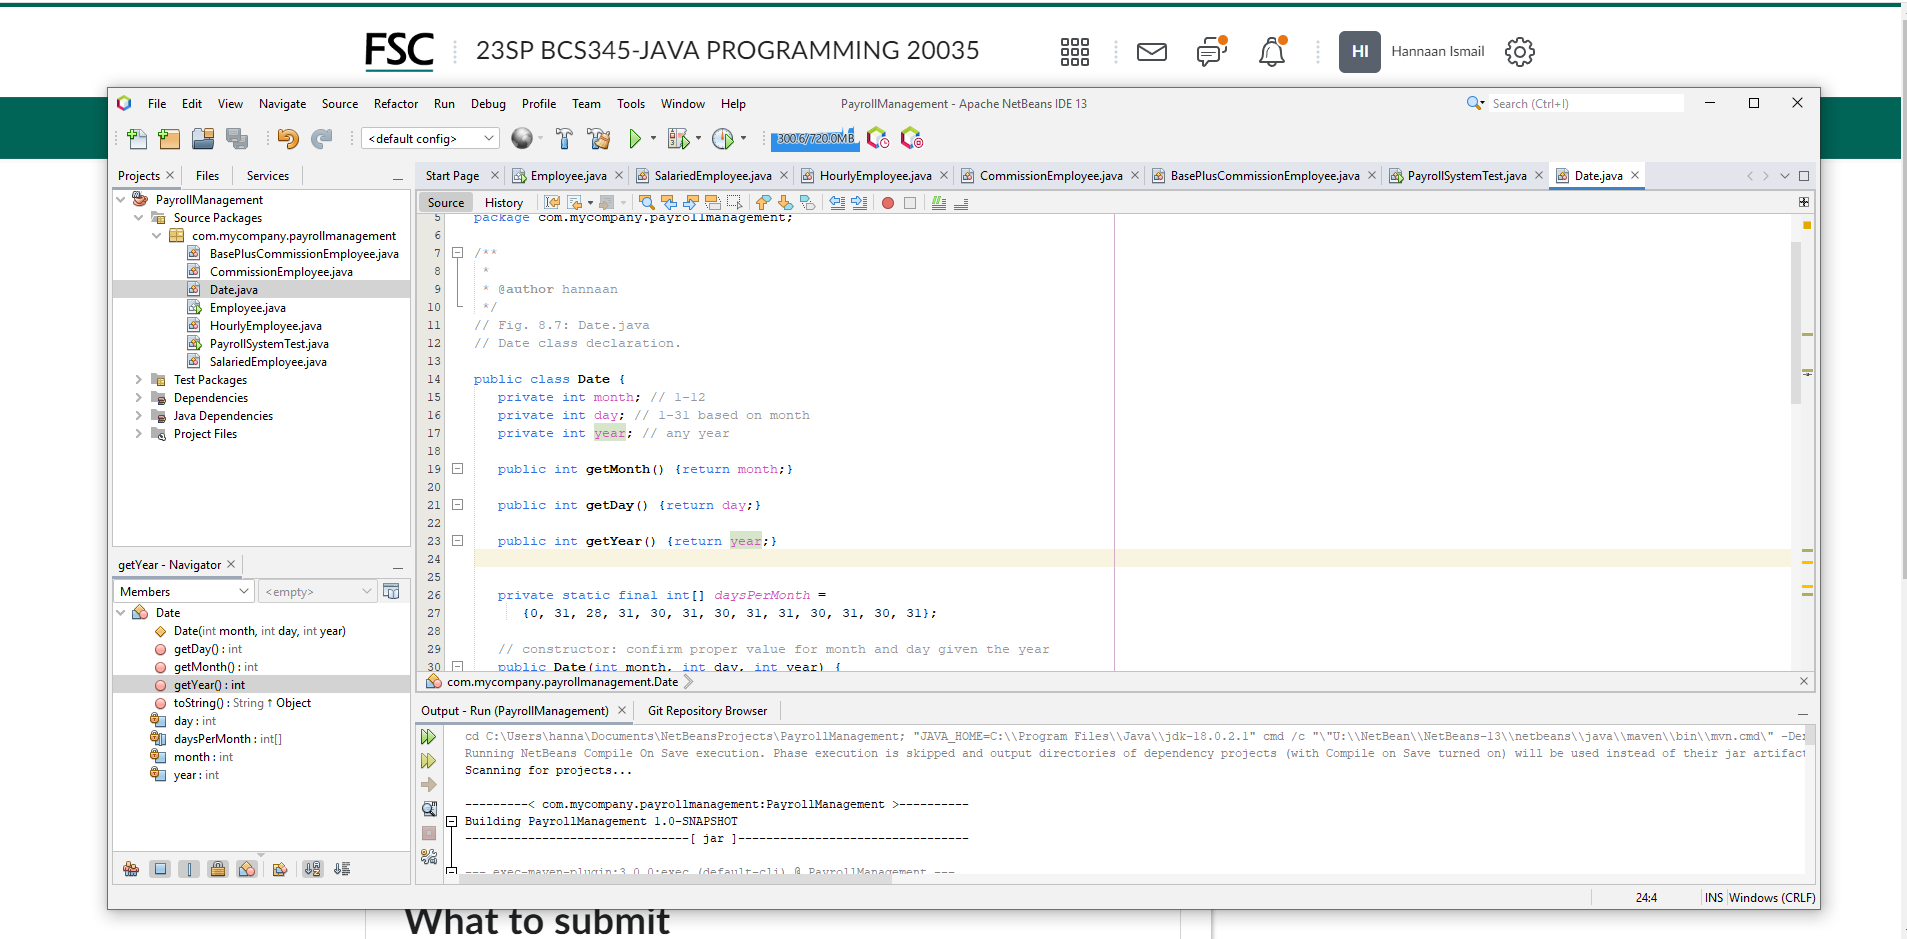 FSC
23SP BCS345-JAVA PROGRAMMING 20035
HI
Hannaan Ismail
File Edit View Navigate Source Refactor Run Debug Profile Team Tools Window Help
PayrollManagement - Apache NetBeans IDE 13
Search (Ctrl+I)
<default config>
300.6/720.0MB
Projects
Files
Services
PayrollManagement
Source Packages
com.mycompany.payrollmanagement
BasePlusCommissionEmployee.java
CommissionEmployee.java
Date.java
Employee.java
HourlyEmployee.java
PayrollSystemTest.java
SalariedEmployee.java
Test Packages
Dependencies
Java Dependencies
Project Files
getYear - Navigator
Members
<empty>
Date
Date(int month, int day, int year)
getDay() : int
getMonth() : int
getYear() : int
toString() : String ↑ Object
day : int
daysPerMonth : int[]
month : int
year : int
Start Page
Employee.java
SalariedEmployee.java
HourlyEmployee.java
CommissionEmployee.java
BasePlusCommissionEmployee.java
PayrollSystemTest.java
Date.java
Source
History
5 package com.mycompany.payrollmanagement;
6
7 /**
8 *
9 * @author hannaan
10 */
11 // Fig. 8.7: Date.java
12 // Date class declaration.
13
14 public class Date {
15 private int month; // 1-12
16 private int day; // 1-31 based on month
17 private int year; // any year
18
19 public int getMonth() {return month;}
20
21 public int getDay() {return day;}
22
23 public int getYear() {return year;}
24
25
26 private static final int[] daysPerMonth =
27 {0, 31, 28, 31, 30, 31, 30, 31, 31, 30, 31, 30, 31};
28
29 // constructor: confirm proper value for month and day given the year
30 public Date(int month, int day, int year) {
com.mycompany.payrollmanagement.Date
Output - Run (PayrollManagement)
Git Repository Browser
cd C:\Users\hanna\Documents\NetBeansProjects\PayrollManagement; "JAVA_HOME=C:\\Program Files\\Java\\jdk-18.0.2.1" cmd /c "\"U:\\NetBean\\NetBeans-13\\netbeans\\java\\maven\\bin\\mvn.cmd\"
Running NetBeans Compile On Save execution. Phase execution is skipped and output directories of dependency projects (with Compile on Save turned on) will be used instead of their jar
Scanning for projects...
---------< com.mycompany.payrollmanagement:PayrollManagement >----------
Building PayrollManagement 1.0-SNAPSHOT
--------------------------------[ jar ]---------------------------------
--- exec-maven-plugin:3.0.0:exec (default-cli) @ PayrollManagement ---
24:4
INS
Windows (CRLF)
What to submit